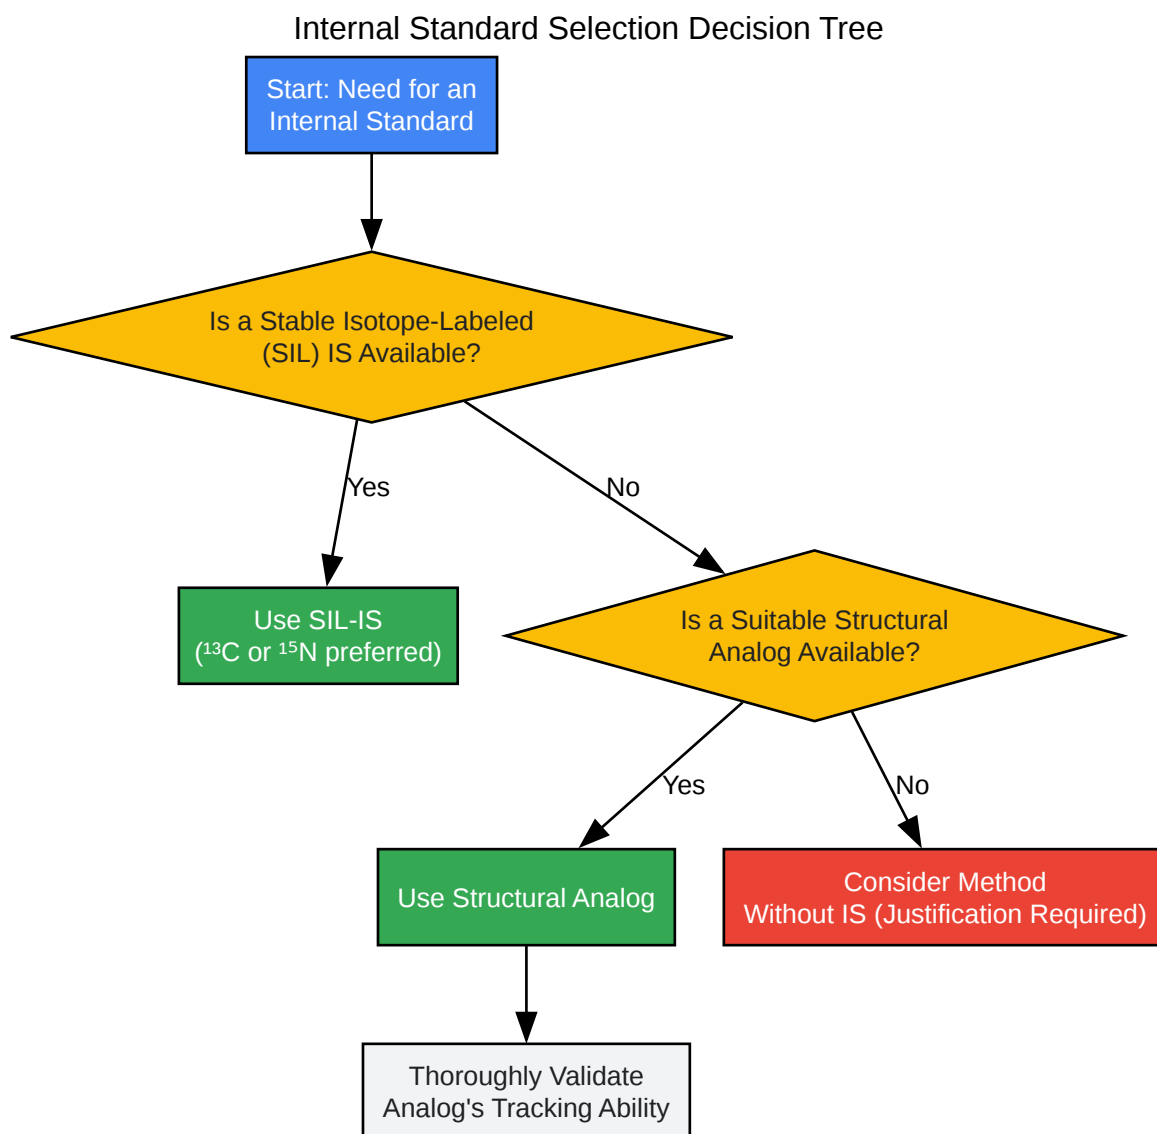 Internal Standard Selection Decision Tree
Start: Need for an
Internal Standard
Is a Stable Isotope-Labeled
(SIL) IS Available?
Yes
No
Use SIL-IS
(¹³C or ¹⁵N preferred)
Is a Suitable Structural
Analog Available?
Yes
No
Use Structural Analog
Consider Method
Without IS (Justification Required)
Thoroughly Validate
Analog's Tracking Ability